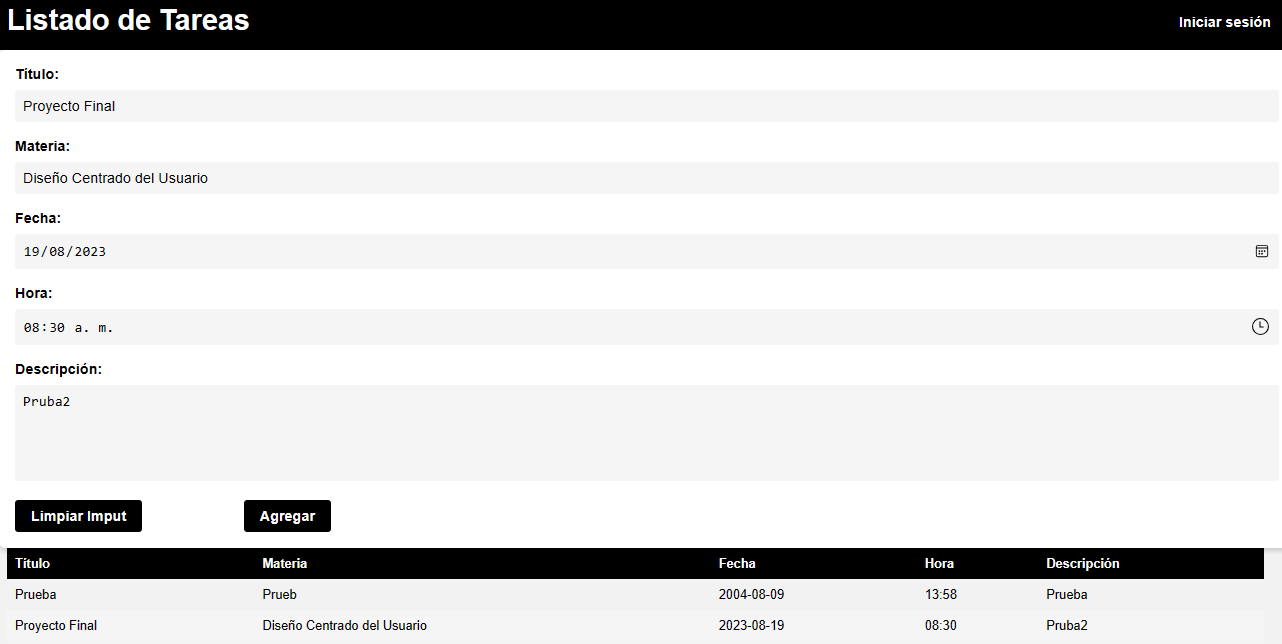 Listado de Tareas Iniciar sesión
Título:
Proyecto Final
Materia:
Diseño Centrado del Usuario
Fecha:
19/08/2023
Hora:
08:30 a. m.
Descripción:
Pruba2
Limpiar Imput Agregar
Título Materia Fecha Hora Descripción
Prueba Prueb 2004-08-09 13:58 Prueba
Proyecto Final Diseño Centrado del Usuario 2023-08-19 08:30 Pruba2